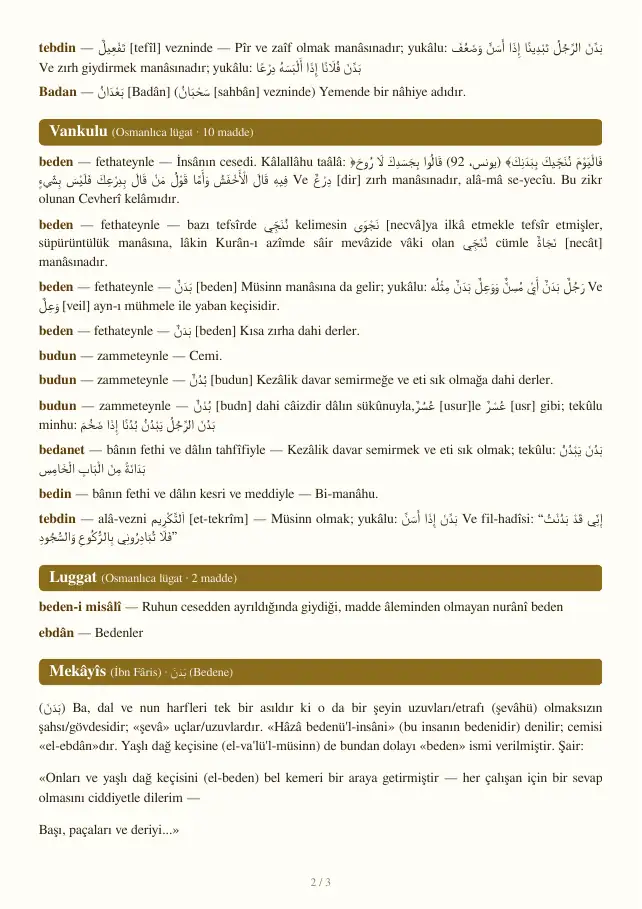 tebdin — تَفْعِيلٌ [tefîl] vezninde — Pîr ve zaîf olmak manâsınadır; yukâlu: بَدَّنَ الرَّجُلُ تَبْدِينًا إِذَا أَسَنَّ وَضَعُفَ
Ve zırh giydirmek manâsınadır; yukâlu: بَدَّنَ فُلَانًا إِذَا أَلْبَسَهُ دِرْعًا
Badan — بَغْدَانُ [Badân] (سَحْبَانُ [sahbân] vezninde) Yemende bir nâhiye adıdır.
Vankulu (Osmanlıca lügat · 10 madde)
beden — fethateynle — İnsânın cesedi. Kâlallâhu taâlâ: ﴿فَالْيَوْمَ نُنَجِّيكَ بِبَدَنِكَ﴾ (يونس، 92) قَالُوا بِجَسَدِكَ لَا رُوحَ
فِيهِ قَالَ الْأَخْفَشُ وَأَمَّا قَوْلُ مَنْ قَالَ بِدِرْعِكَ فَلَيْسَ بِشَيْءٍ Ve دِرْعٌ [dir] zırh manâsınadır, alâ-mâ se-yecîu. Bu zikr
olunan Cevherî kelâmıdır.
beden — fethateynle — bazı tefsîrde نُنَجِّي kelimesin نَجْوَى [necvâ]ya ilkâ etmekle tefsîr etmişler,
süpürüntülük manâsına, lâkin Kurân-ı azîmde sâir mevâzide vâki olan نُنَجِّي cümle نَجَاةٌ [necât]
manâsınadır.
beden — fethateynle — بَدَنٌ [beden] Müsinn manâsına da gelir; yukâlu: رَجُلٌ بَدَنٌ أَيْ مُسِنٌّ وَوَعِلٌ بَدَنٌ مِثْلُه Ve
وَعِلٌ [veil] ayn-ı mühmele ile yaban keçisidir.
beden — fethateynle — بَدَنٌ [beden] Kısa zırha dahi derler.
budun — zammeteynle — Cemi.
budun — zammeteynle — بُدُنٌ [budun] Kezâlik davar semirmeğe ve eti sık olmağa dahi derler.
budun — zammeteynle — بُدْنٌ [budn] dahi câizdir dâlın sükûnuyla,عُسُرٌ [usur]le عُسْرٌ [usr] gibi; tekûlu
minhu: بَدَنَ الرَّجُلُ يَبْدُنُ بُدْنًا إِذَا ضَخُمَ
bedanet — bânın fethi ve dâlın tahfîfiyle — Kezâlik davar semirmek ve eti sık olmak; tekûlu: بَدُنَ يَبْدُنُ
بَدَانَةً مِنَ الْبَابِ الْخَامِسِ
bedin — bânın fethi ve dâlın kesri ve meddiyle — Bi-manâhu.
tebdin — alâ-vezni اَلتَّكْرِيم [et-tekrîm] — Müsinn olmak; yukâlu: بَدَّنَ إِذَا أَسَنَّ Ve fil-hadîsi: “إِنِّي قَدْ بَدَّنْتُ
فَلَا تُبَادِرُونِي بِالرُّكُوعِ وَالسُّجُودِ”
Luggat (Osmanlıca lügat · 2 madde)
beden-i misâlî — Ruhun cesedden ayrıldığında giydiği, madde âleminden olmayan nurânî beden
ebdân — Bedenler
Mekâyîs (İbn Fâris) · بَدَنَ (Bedene)
(بَدَنَ) Ba, dal ve nun harfleri tek bir asıldır ki o da bir şeyin uzuvları/etrafı (şevâhü) olmaksızın
şahsı/gövdesidir; «şevâ» uçlar/uzuvlardır. «Hâzâ bedenü'l-insâni» (bu insanın bedenidir) denilir; cemisi
«el-ebdân»dır. Yaşlı dağ keçisine (el-va'lü'l-müsinn) de bundan dolayı «beden» ismi verilmiştir. Şair:
«Onları ve yaşlı dağ keçisini (el-beden) bel kemeri bir araya getirmiştir — her çalışan için bir sevap
olmasını ciddiyetle dilerim —
Başı, paçaları ve deriyi...»
2 / 3